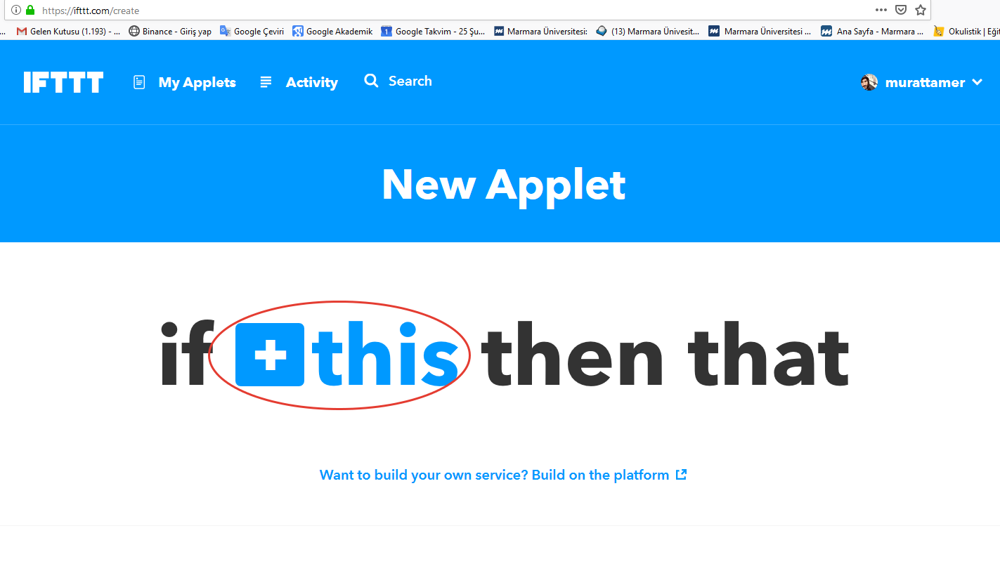 https://ifttt.com/create
... Gelen Kutusu (1.193) - ... Binance - Giriş yap Google Çeviri Google Akademik 1 Google Takvim - 25 Şu... Marmara Üniversitesi: (13) Marmara Ünivesit... Marmara Üniversitesi ... Ana Sayfa - Marmara ... Okulistik | Eğit
IFTTT My Applets Activity Search murattamer
New Applet
if +this then that
Want to build your own service? Build on the platform